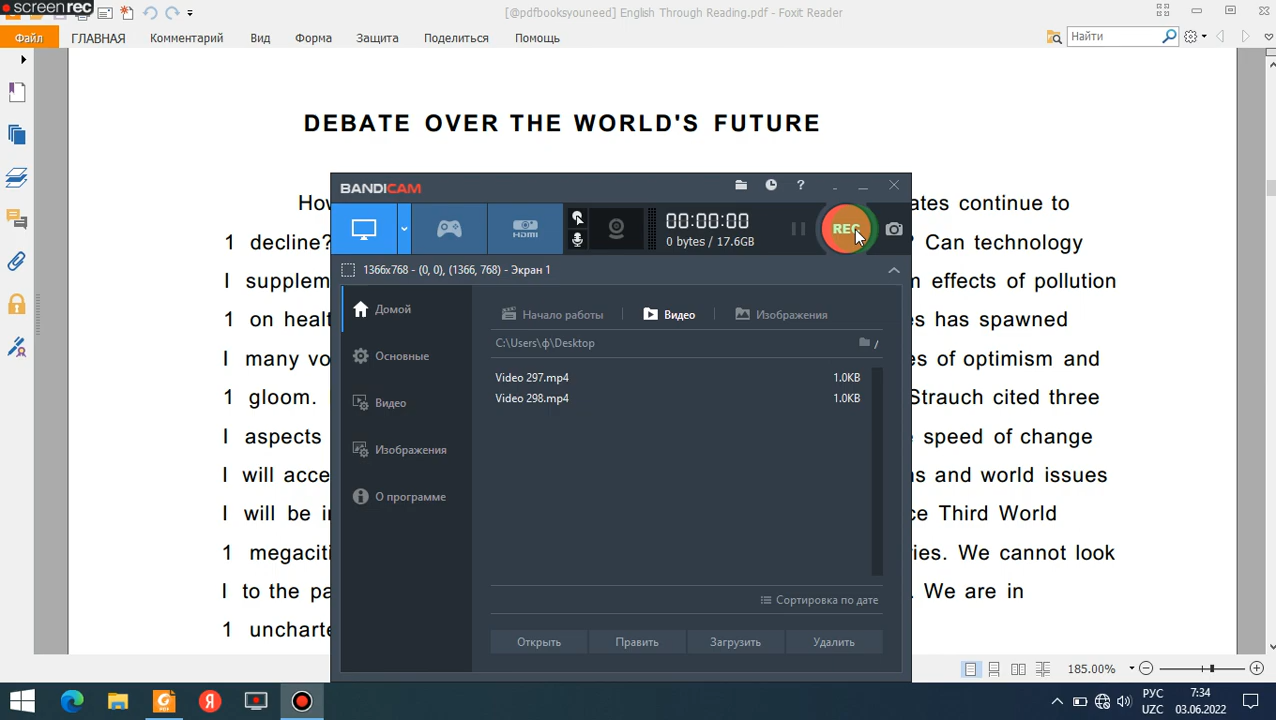 screen rec
[@pdfbooksyouneed] English Through Reading.pdf - Foxit Reader
Файл ГЛАВНАЯ Комментарий Вид Форма Защита Поделиться Помощь Найти
DEBATE OVER THE WORLD'S FUTURE
ates continue to
1 decline? ? Can technology
I supplem effects of pollution
1 on heal es has spawned
I many vo es of optimism and
1 gloom. Strauch cited three
I aspects speed of change
I will acce s and world issues
I will be i ce Third World
1 megaciti ies. We cannot look
I to the pa . We are in
1 uncharte
BANDICAM
HDMI
00:00:00
0 bytes / 17.6GB
REC
1366x768 - (0, 0), (1366, 768) - Экран 1
Домой
Основные
Видео
Изображения
О программе
Начало работы Видео Изображения
C:\Users\ф\Desktop /
Video 297.mp4 1.0KB
Video 298.mp4 1.0KB
Сортировка по дате
Открыть Править Загрузить Удалить
185.00%
РУС
UZC
7:34
03.06.2022